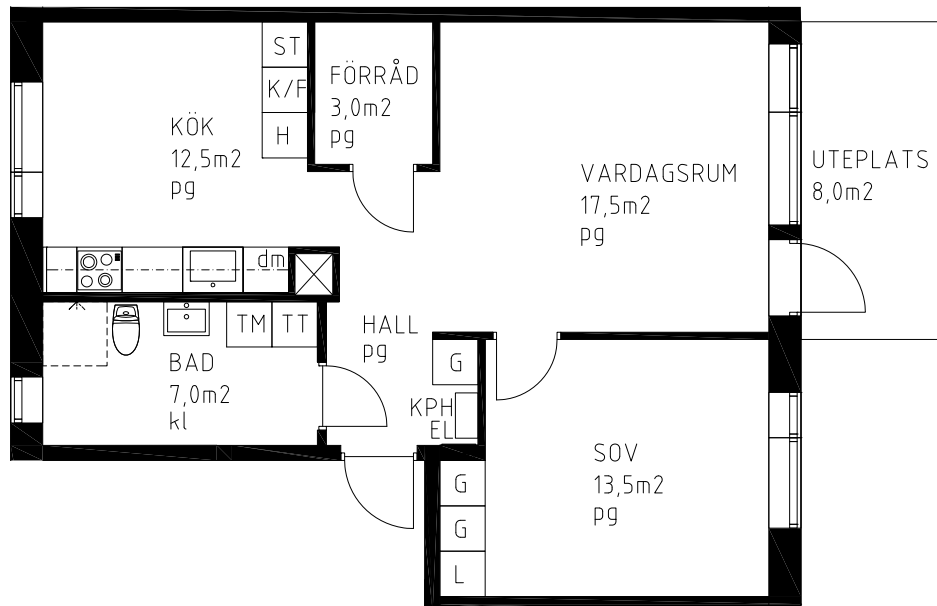 ST
K/F
H
FÖRRÅD
3,0m2
pg
KÖK
12,5m2
pg
VARDAGSRUM
17,5m2
pg
UTEPLATS
8,0m2
dm
TM
TT
HALL
pg
BAD
7,0m2
kl
G
KPH
EL
SOV
13,5m2
pg
G
G
L